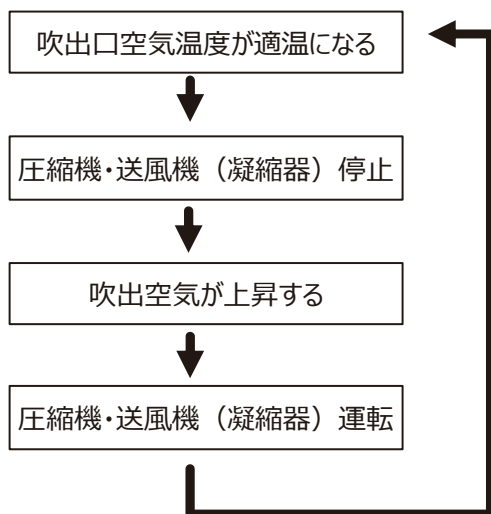 吹出口空気温度が適温になる
圧縮機・送風機（凝縮器）停止
吹出空気が上昇する
圧縮機・送風機（凝縮器）運転